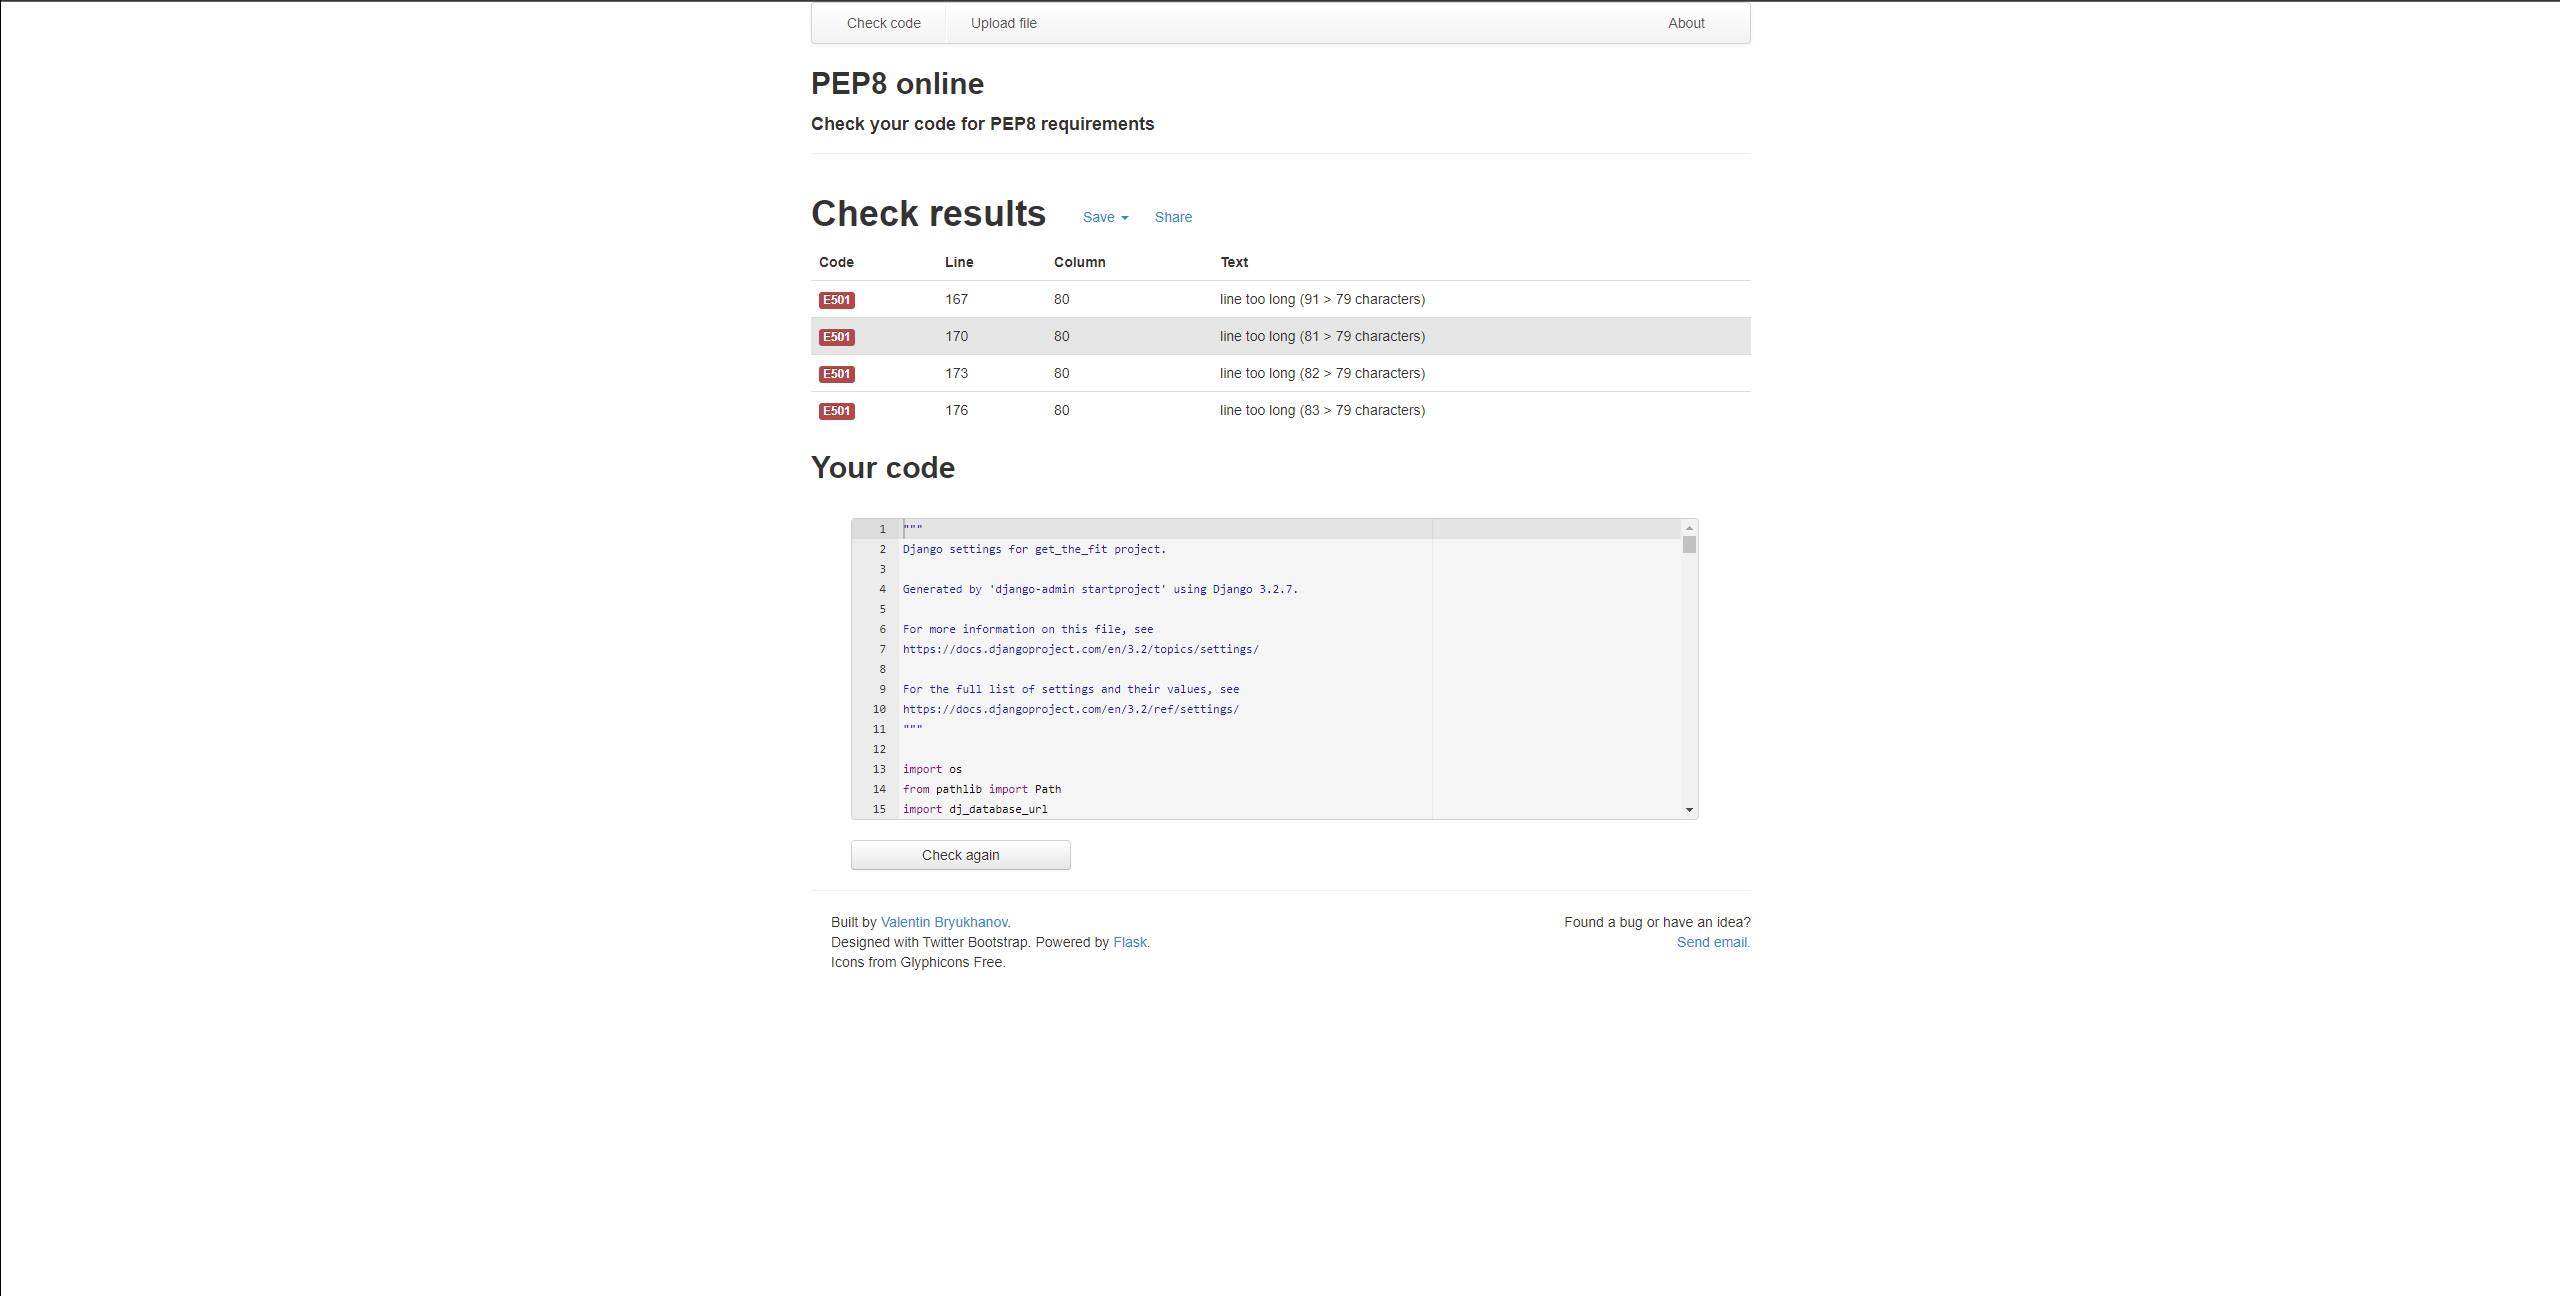 Check code Upload file About
PEP8 online
Check your code for PEP8 requirements
Check results Save Share
Code Line Column Text
E501 167 80 line too long (91 > 79 characters)
E501 170 80 line too long (81 > 79 characters)
E501 173 80 line too long (82 > 79 characters)
E501 176 80 line too long (83 > 79 characters)
Your code
1 """
2 Django settings for get_the_fit project.
3
4 Generated by 'django-admin startproject' using Django 3.2.7.
5
6 For more information on this file, see
7 https://docs.djangoproject.com/en/3.2/topics/settings/
8
9 For the full list of settings and their values, see
10 https://docs.djangoproject.com/en/3.2/ref/settings/
11 """
12
13 import os
14 from pathlib import Path
15 import dj_database_url
Check again
Built by Valentin Bryukhanov. Found a bug or have an idea?
Designed with Twitter Bootstrap. Powered by Flask. Send email.
Icons from Glyphicons Free.